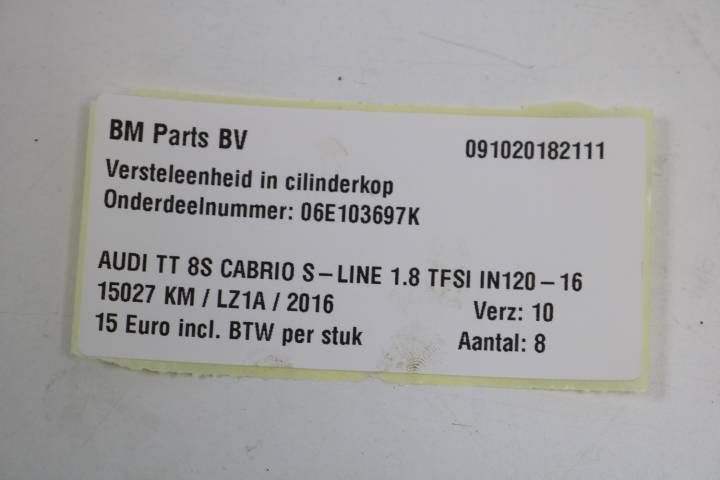 BM Parts BV 091020182111
Versteleenheid in cilinderkop
Onderdeelnummer: 06E103697K
AUDI TT 8S CABRIO S-LINE 1.8 TFSI IN120-16
15027 KM / LZ1A / 2016 Verz: 10
15 Euro incl. BTW per stuk Aantal: 8